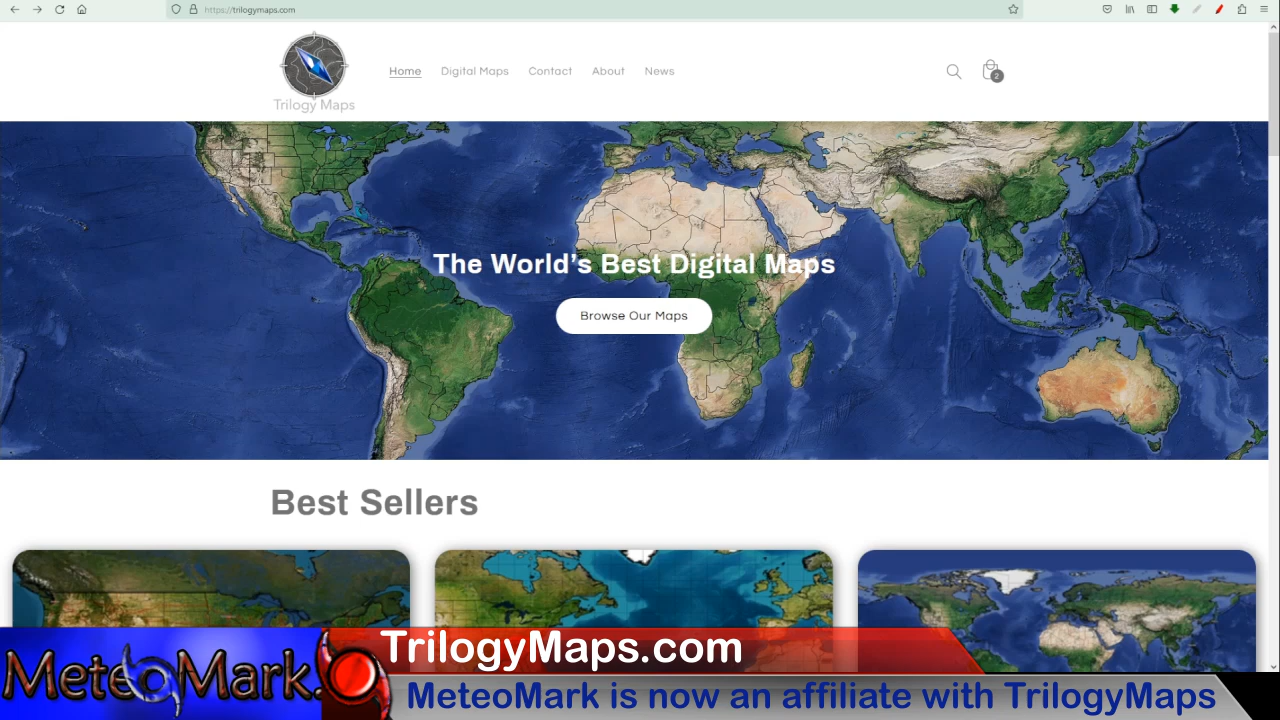 https://trilogymaps.com
Trilogy Maps
Home Digital Maps Contact About News
2
The World's Best Digital Maps
Browse Our Maps
Best Sellers
MeteoMark.
TrilogyMaps.com
MeteoMark is now an affiliate with TrilogyMaps